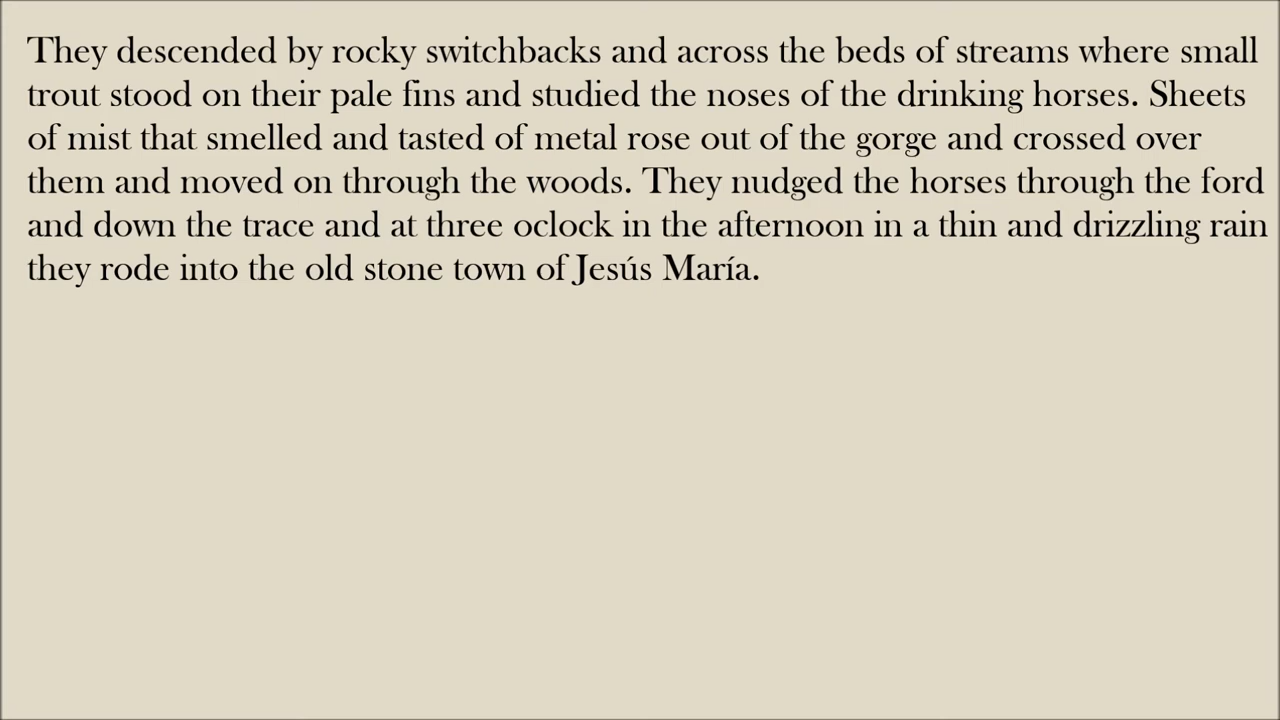 They descended by rocky switchbacks and across the beds of streams where small
trout stood on their pale fins and studied the noses of the drinking horses. Sheets
of mist that smelled and tasted of metal rose out of the gorge and crossed over
them and moved on through the woods. They nudged the horses through the ford
and down the trace and at three oclock in the afternoon in a thin and drizzling rain
they rode into the old stone town of Jesús María.